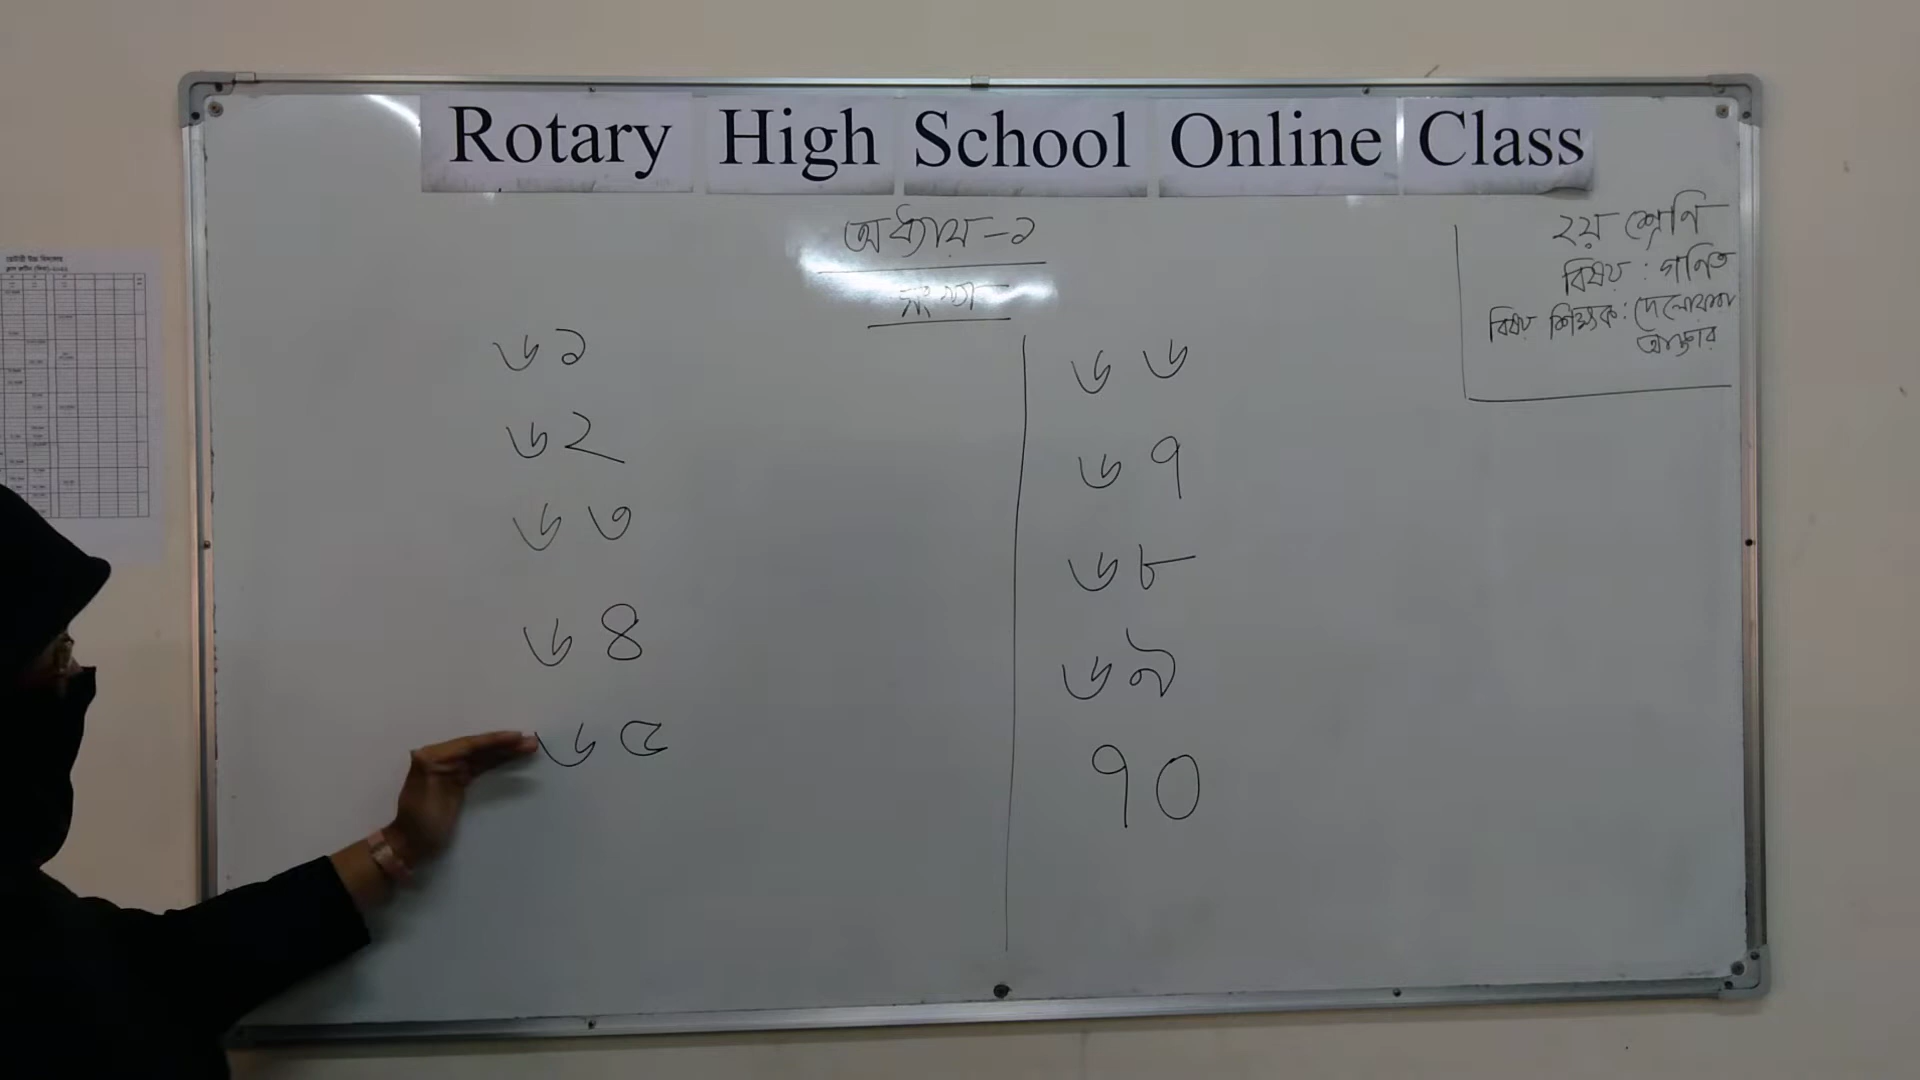 Rotary High School Online Class
অধ্যায়-১
সংখ্যা
২য় শ্রেণি
বিষয় : গণিত
বিষয় শিক্ষক : দেলোয়ারা
আক্তার
৬১
৬২
৬৩
৬৪
৬৫
৬৬
৬৭
৬৮
৬৯
৭০